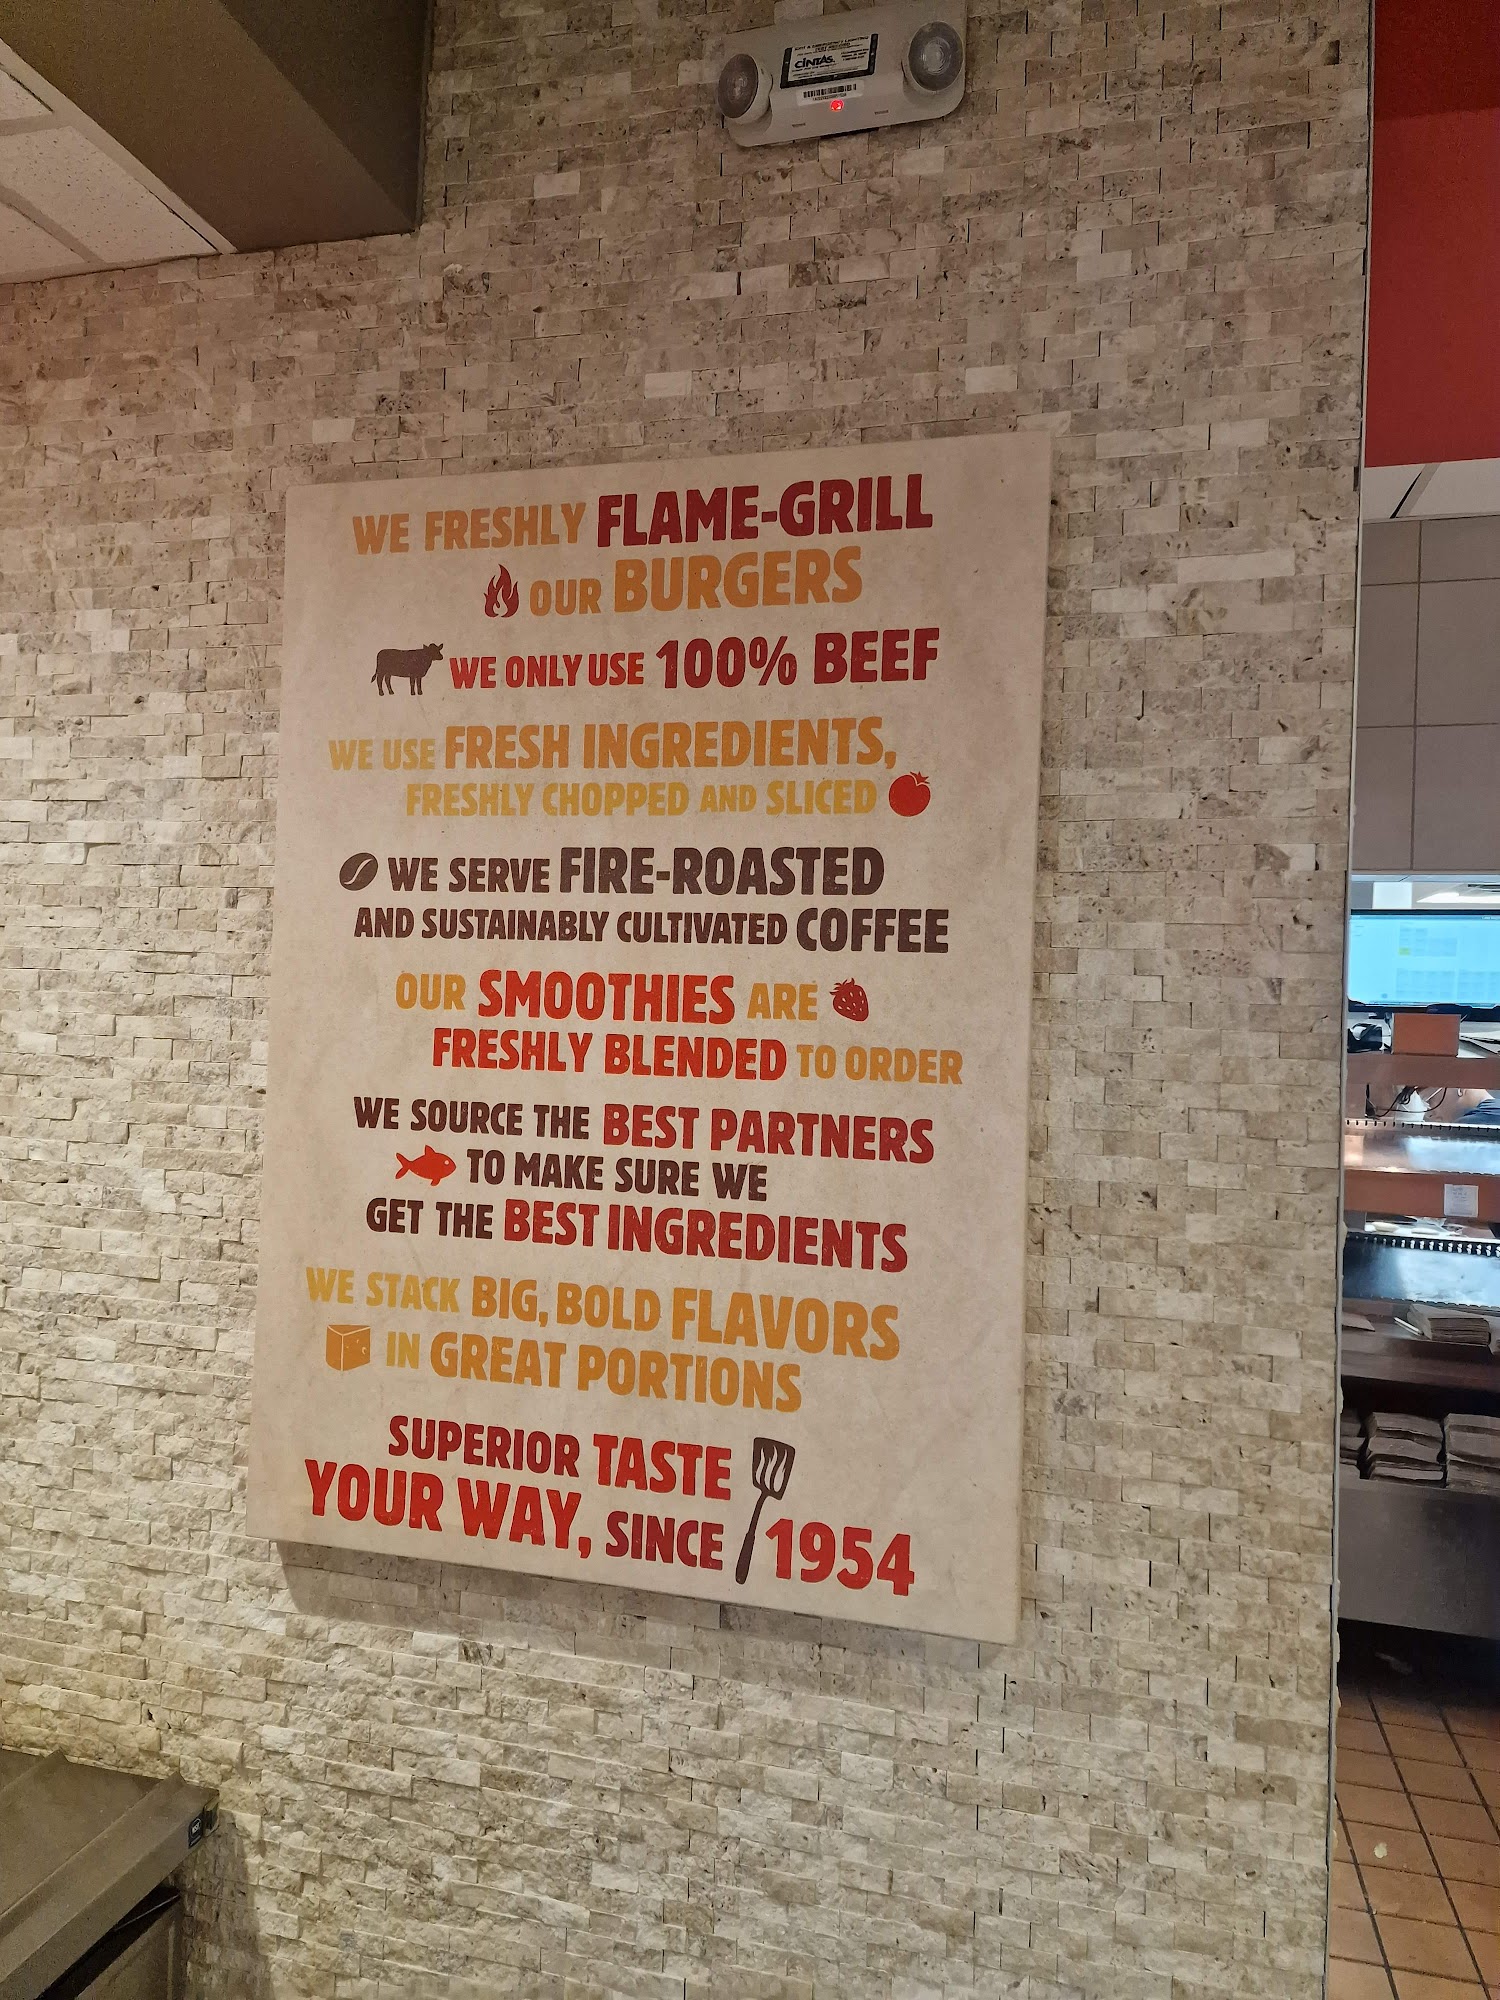 CINTAS.
WE FRESHLY FLAME-GRILL
OUR BURGERS
WE ONLY USE 100% BEEF
WE USE FRESH INGREDIENTS,
FRESHLY CHOPPED AND SLICED
WE SERVE FIRE-ROASTED
AND SUSTAINABLY CULTIVATED COFFEE
OUR SMOOTHIES ARE
FRESHLY BLENDED TO ORDER
WE SOURCE THE BEST PARTNERS
TO MAKE SURE WE
GET THE BEST INGREDIENTS
WE STACK BIG, BOLD FLAVORS
IN GREAT PORTIONS
SUPERIOR TASTE
YOUR WAY, SINCE 1954